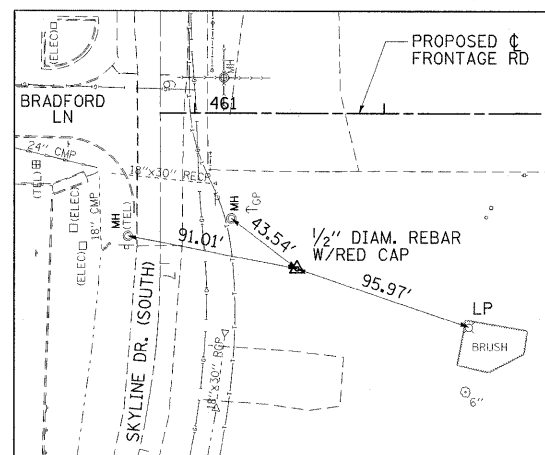 PROPOSED ℄
FRONTAGE RD
(ELEC)
MH
461
BRADFORD
LN
24" CMP
18"x30" RECP
(TEL)
(ELEC)
(ELEC)
18" CMP
MH
(TEL)
MH
GP
91.01'
43.54'
1/2" DIAM. REBAR
W/RED CAP
95.97'
LP
BRUSH
6"
SKYLINE DR. (SOUTH)
18"x30" RCP